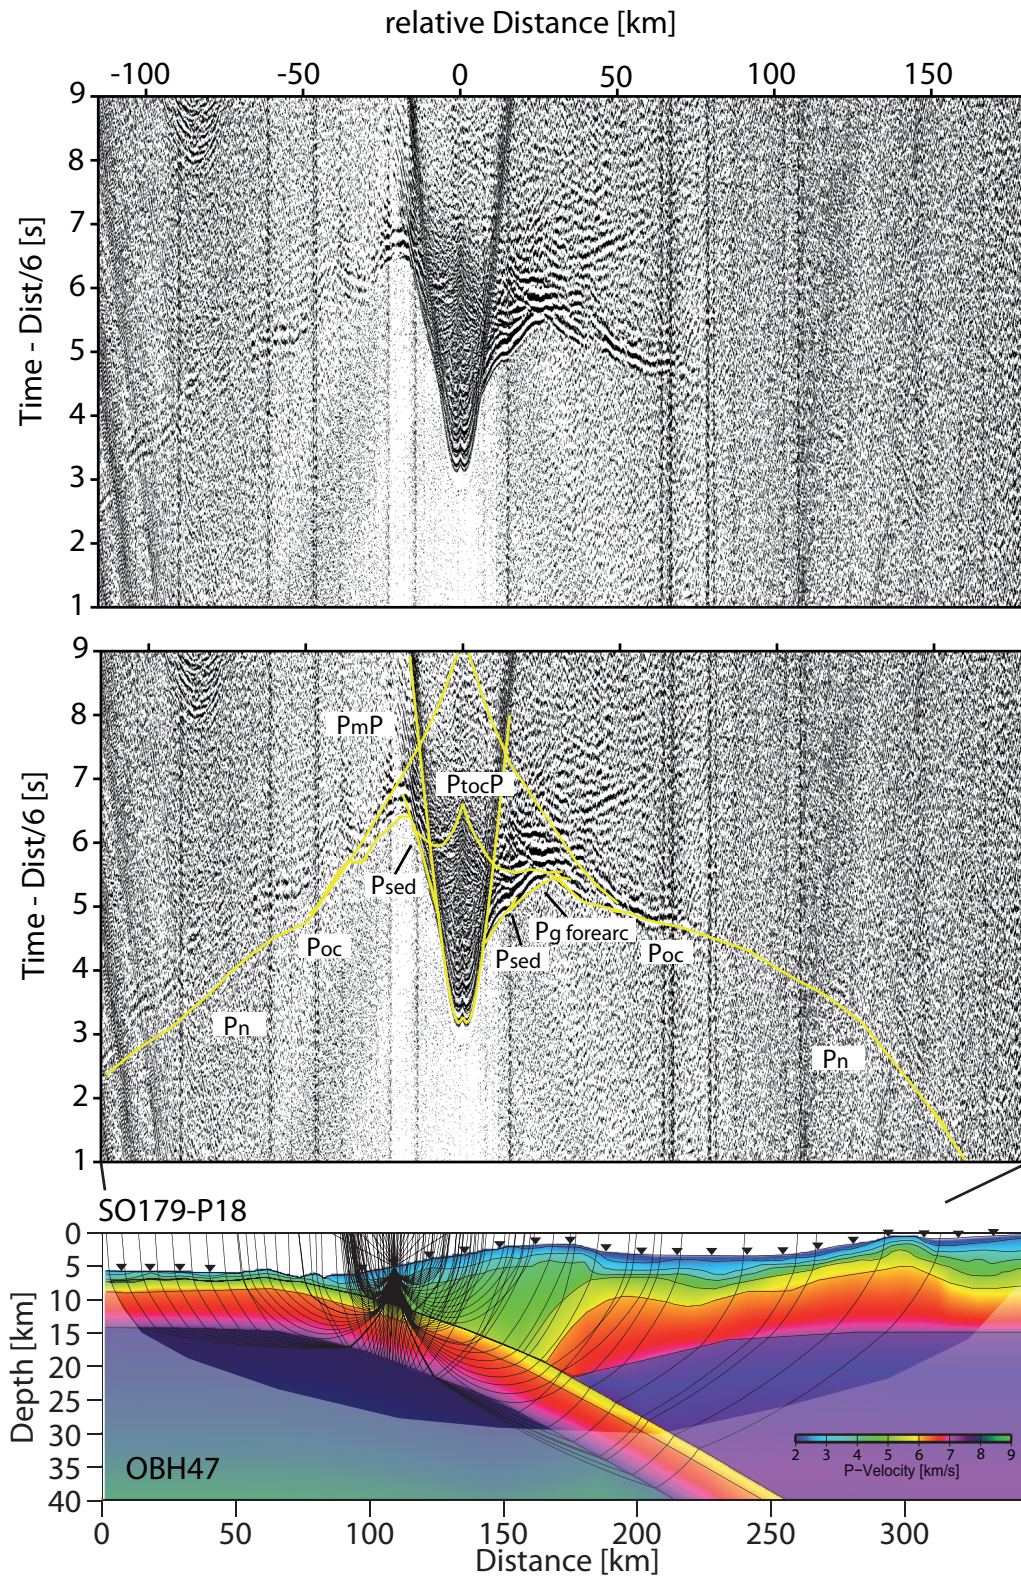 relative Distance [km]
-100 -50 0 50 100 150
9
8
7
6
5
4
3
2
1
Time - Dist/6 [s]
9
8
7
6
5
4
3
2
1
Time - Dist/6 [s]
PmP
PtocP
Psed
Pg forearc
Psed
Poc
Poc
Pn
Pn
SO179-P18
0
5
10
15
20
25
30
35
40
Depth [km]
OBH47
2 3 4 5 6 7 8 9
P-Velocity [km/s]
0 50 100 150 200 250 300
Distance [km]